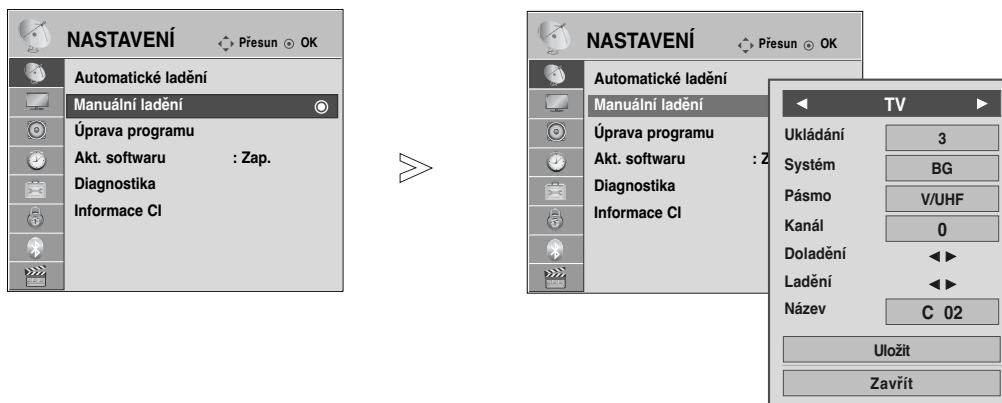 NASTAVENÍ Přesun OK
Automatické ladění
Manuální ladění
Úprava programu
Akt. softwaru : Zap.
Diagnostika
Informace CI
NASTAVENÍ Přesun OK
Automatické ladění
Manuální ladění
Úprava programu
Akt. softwaru : Z
Diagnostika
Informace CI
◄ TV ►
Ukládání 3
Systém BG
Pásmo V/UHF
Kanál 0
Doladění ◄ ►
Ladění ◄ ►
Název C 02
Uložit
Zavřít